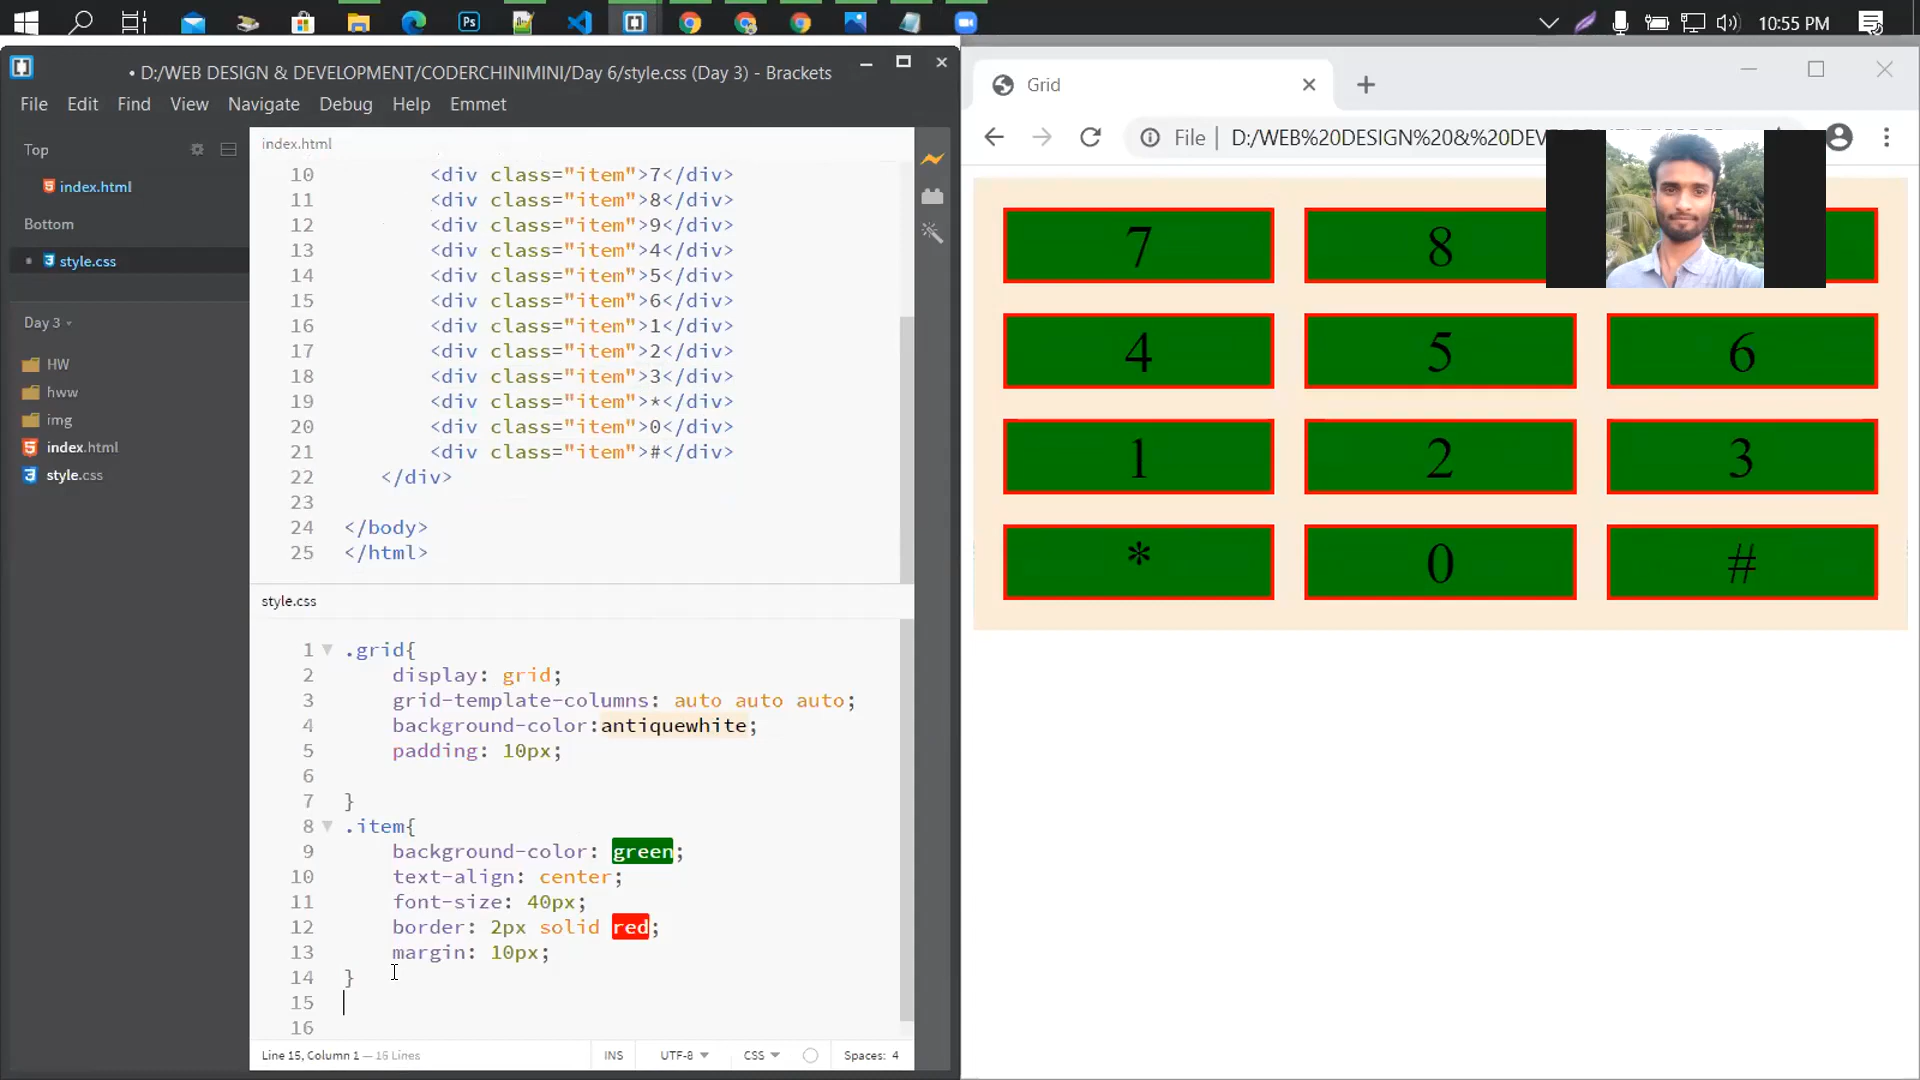 10:55 PM
• D:/WEB DESIGN & DEVELOPMENT/CODERCHINIMINI/Day 6/style.css (Day 3) - Brackets
File Edit Find View Navigate Debug Help Emmet
Top
index.html
Bottom
• style.css
Day 3
HW
hww
img
index.html
style.css
index.html
10 <div class="item">7</div>
11 <div class="item">8</div>
12 <div class="item">9</div>
13 <div class="item">4</div>
14 <div class="item">5</div>
15 <div class="item">6</div>
16 <div class="item">1</div>
17 <div class="item">2</div>
18 <div class="item">3</div>
19 <div class="item">*</div>
20 <div class="item">0</div>
21 <div class="item">#</div>
22 </div>
23
24 </body>
25 </html>
style.css
1 .grid{
2 display: grid;
3 grid-template-columns: auto auto auto;
4 background-color:antiquewhite;
5 padding: 10px;
6
7 }
8 .item{
9 background-color: green;
10 text-align: center;
11 font-size: 40px;
12 border: 2px solid red;
13 margin: 10px;
14 }
15
16
Line 15, Column 1 — 16 Lines INS UTF-8 CSS Spaces: 4
Grid
File | D:/WEB%20DESIGN%20&%20DEV
7 8
4 5 6
1 2 3
* 0 #